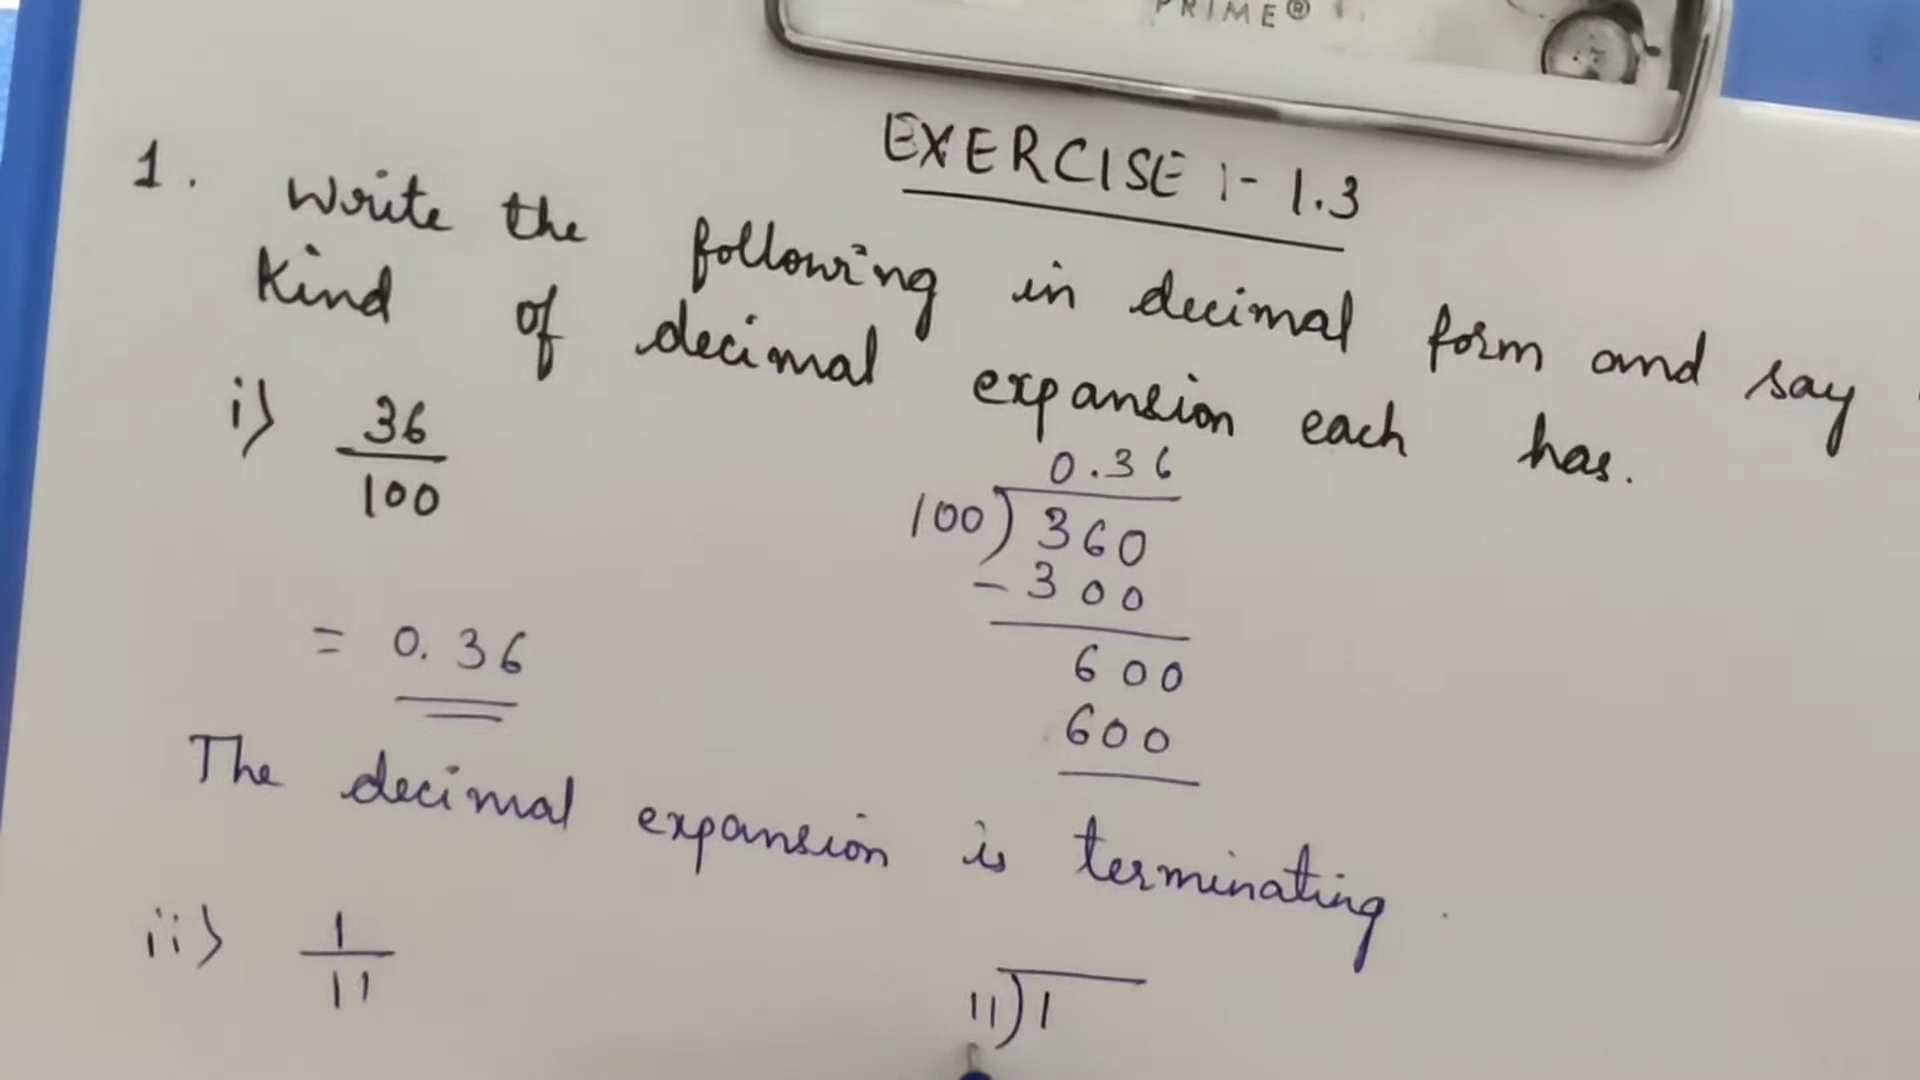 PRIME®
EXERCISE :- 1.3
1. Write the following in decimal form and say
Kind of decimal expansion each has.
i) 36/100
0.36
100) 360
- 300
600
600
= 0.36
The decimal expansion is terminating.
ii) 1/11
11) 1